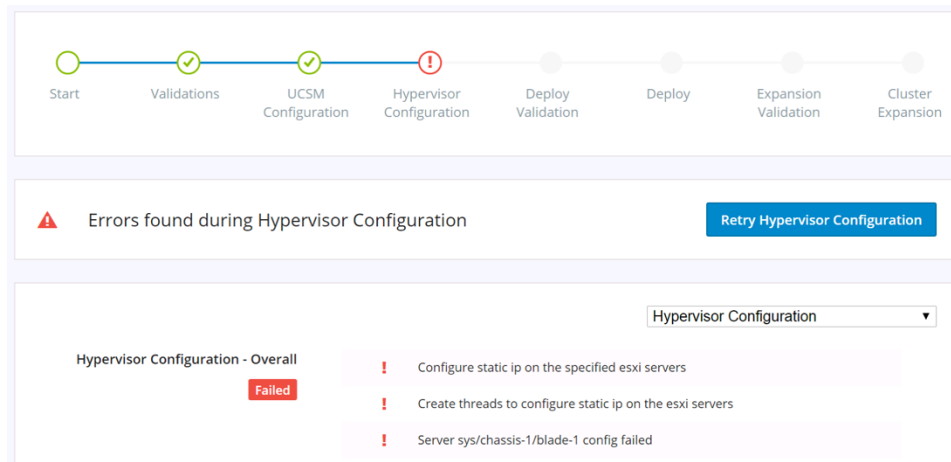 Start
Validations
UCSM
Configuration
Hypervisor
Configuration
Deploy
Validation
Deploy
Expansion
Validation
Cluster
Expansion
Errors found during Hypervisor Configuration
Retry Hypervisor Configuration
Hypervisor Configuration
Hypervisor Configuration - Overall
Failed
! Configure static ip on the specified esxi servers
! Create threads to configure static ip on the esxi servers
! Server sys/chassis-1/blade-1 config failed